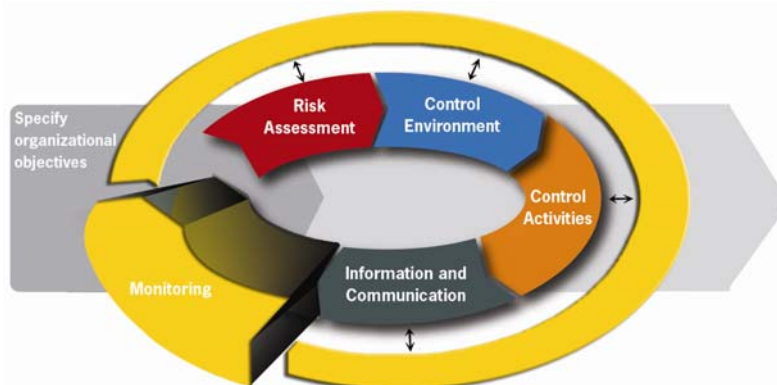 Specify
organizational
objectives
Risk
Assessment
Control
Environment
Control
Activities
Information and
Communication
Monitoring